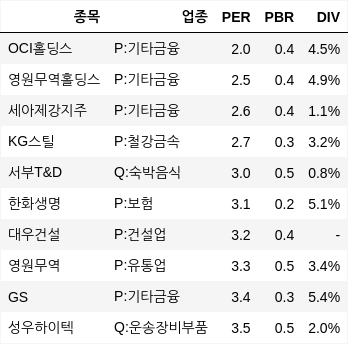 종목 업종 PER PBR DIV
OCI홀딩스 P:기타금융 2.0 0.4 4.5%
영원무역홀딩스 P:기타금융 2.5 0.4 4.9%
세아제강지주 P:기타금융 2.6 0.4 1.1%
KG스틸 P:철강금속 2.7 0.3 3.2%
서부T&D Q:숙박음식 3.0 0.5 0.8%
한화생명 P:보험 3.1 0.2 5.1%
대우건설 P:건설업 3.2 0.4 -
영원무역 P:유통업 3.3 0.5 3.4%
GS P:기타금융 3.4 0.3 5.4%
성우하이텍 Q:운송장비부품 3.5 0.5 2.0%